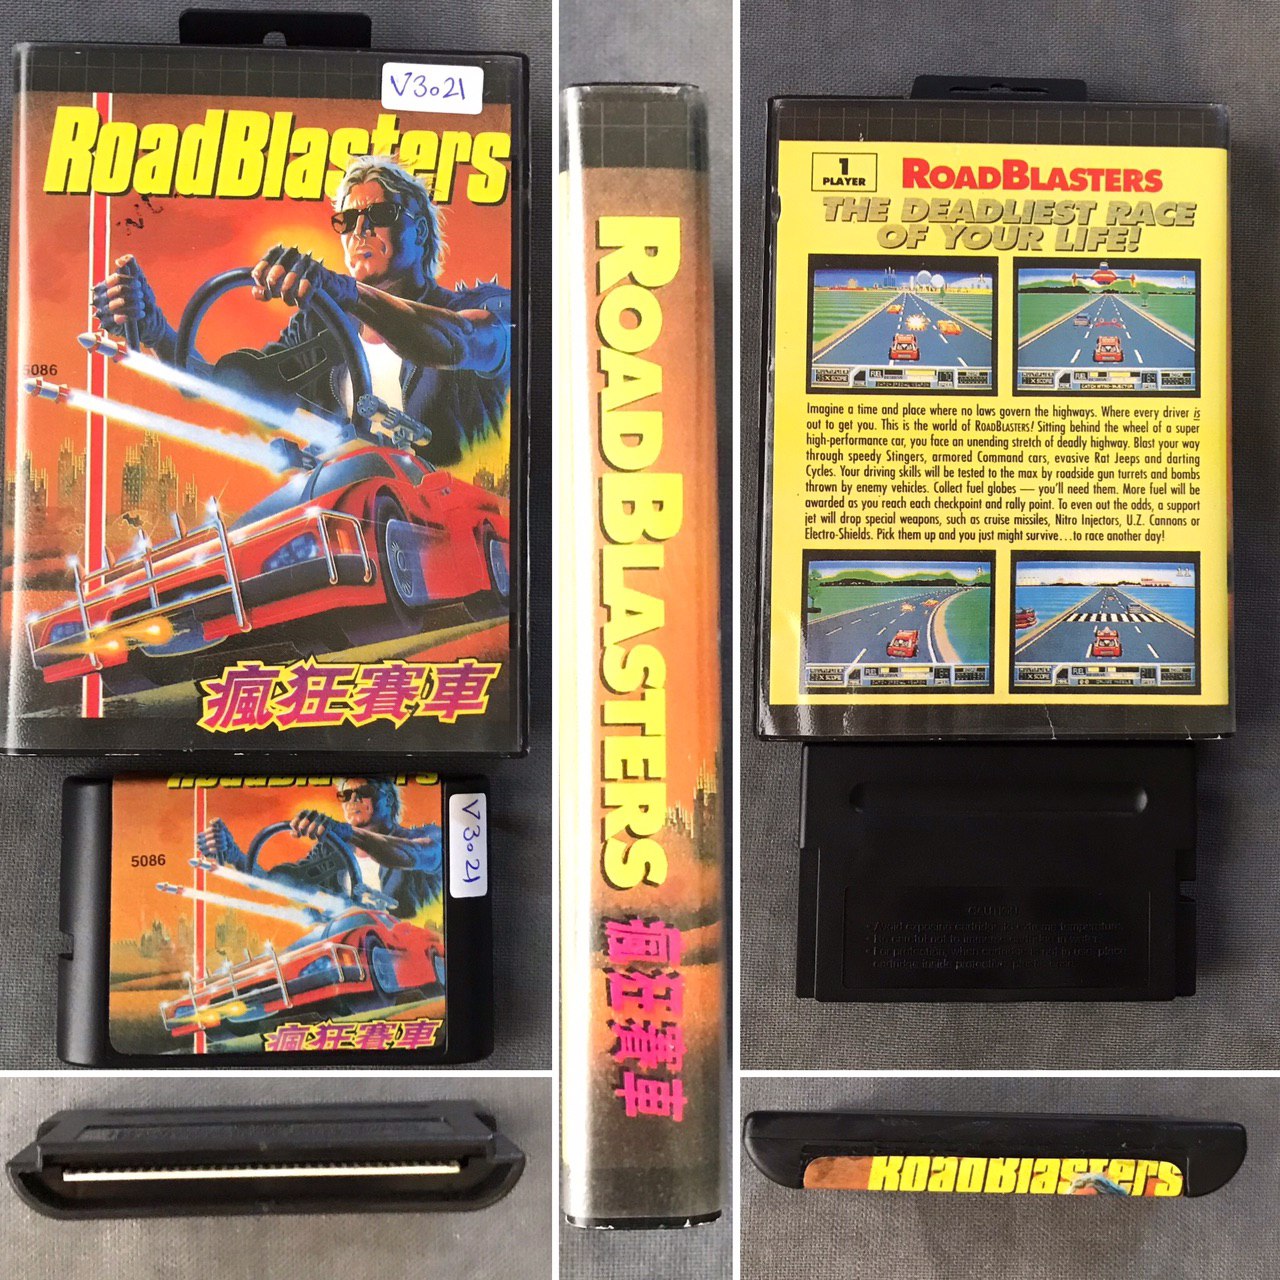 V3021
RoadBlasters
5086
瘋狂賽車
RoadBlasters
5086
V3021
瘋狂賽車
ROADBLASTERS
瘋狂賽車
1
PLAYER
ROADBLASTERS
THE DEADLIEST RACE
OF YOUR LIFE!
Imagine a time and place where no laws govern the highways. Where every driver is
out to get you. This is the world of ROADBLASTERS! Sitting behind the wheel of a super
high-performance car, you face an unending stretch of deadly highway. Blast your way
through speedy Stingers, armored Command cars, evasive Rat Jeeps and darting
Cycles. Your driving skills will be tested to the max by roadside gun turrets and bombs
thrown by enemy vehicles. Collect fuel globes — you'll need them. More fuel will be
awarded as you reach each checkpoint and rally point. To even out the odds, a support
jet will drop special weapons, such as cruise missiles, Nitro Injectors, U.Z. Cannons or
Electro-Shields. Pick them up and you just might survive...to race another day!
CAUTION
RoadBlasters